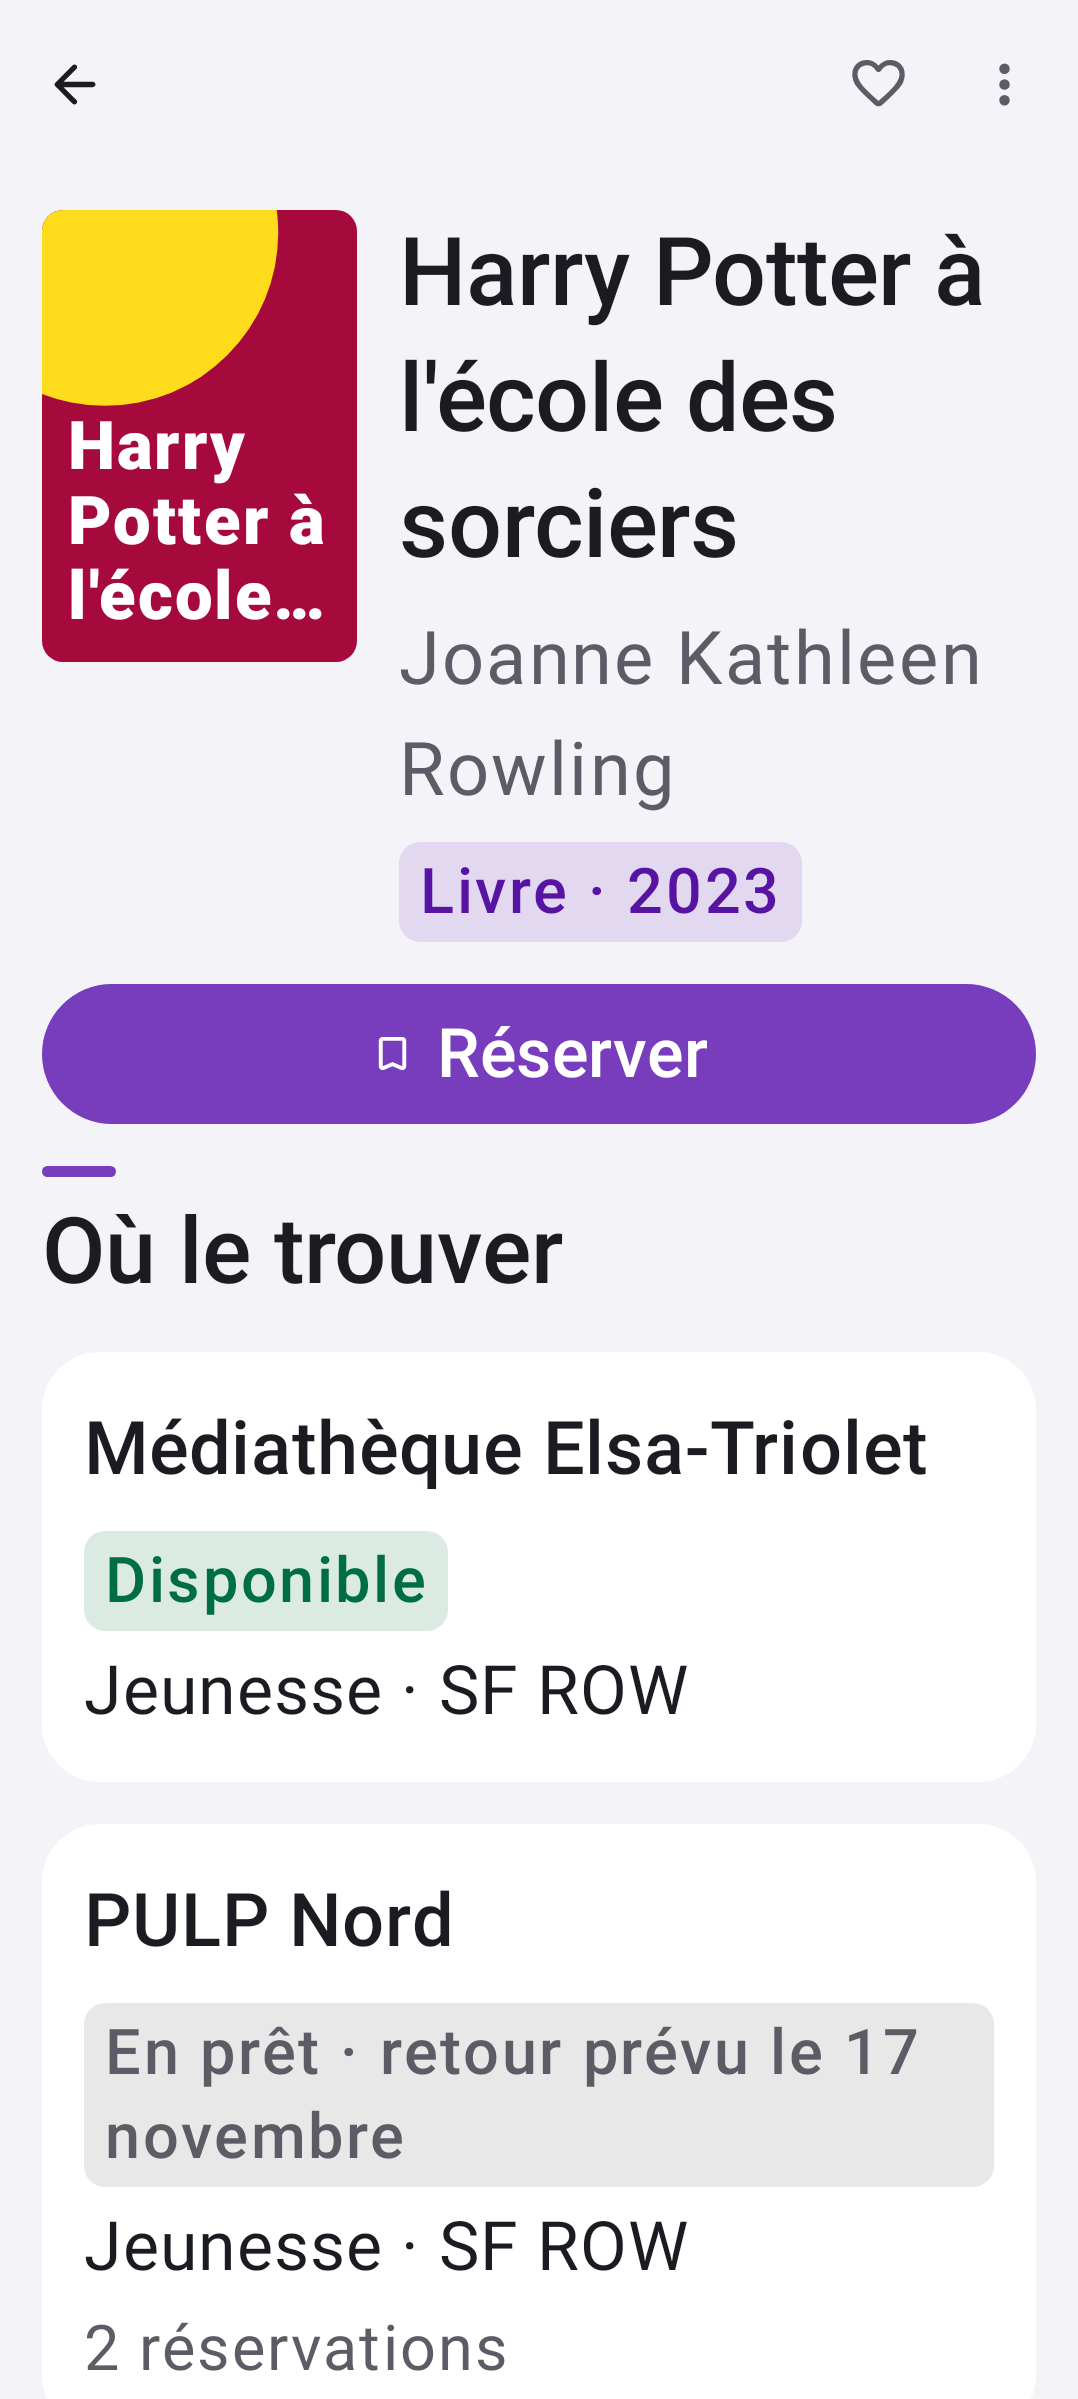 Harry
Potter à
l'école…
Harry Potter à
l'école des
sorciers
Joanne Kathleen
Rowling
Livre · 2023
Réserver
Où le trouver
Médiathèque Elsa-Triolet
Disponible
Jeunesse · SF ROW
PULP Nord
En prêt · retour prévu le 17
novembre
Jeunesse · SF ROW
2 réservations